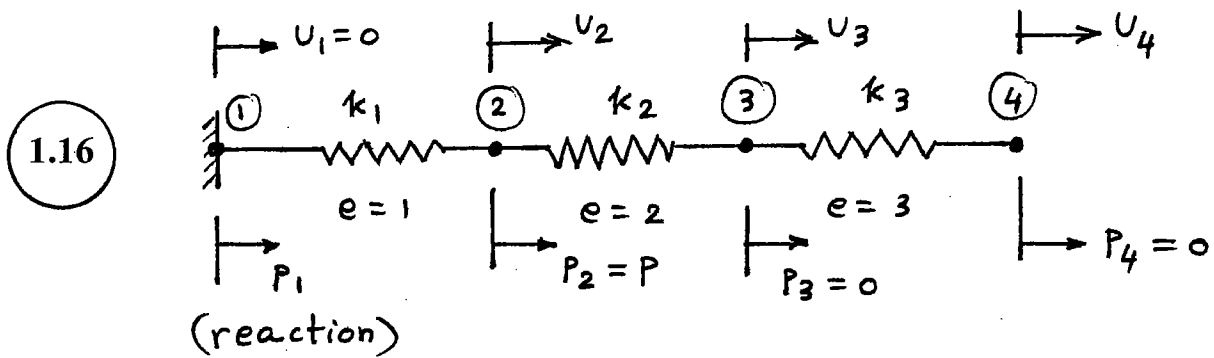 U₁ = 0
U₂
U₃
U₄
1.16
1
k₁
2
k₂
3
k₃
4
e = 1
e = 2
e = 3
P₁
P₂ = P
P₃ = 0
P₄ = 0
(reaction)